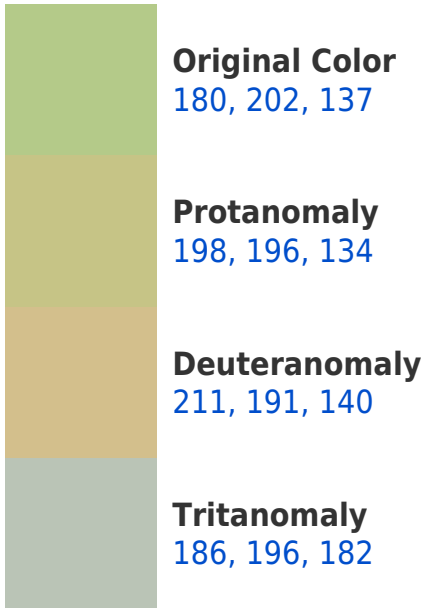 Original Color
180, 202, 137
Protanomaly
198, 196, 134
Deuteranomaly
211, 191, 140
Tritanomaly
186, 196, 182